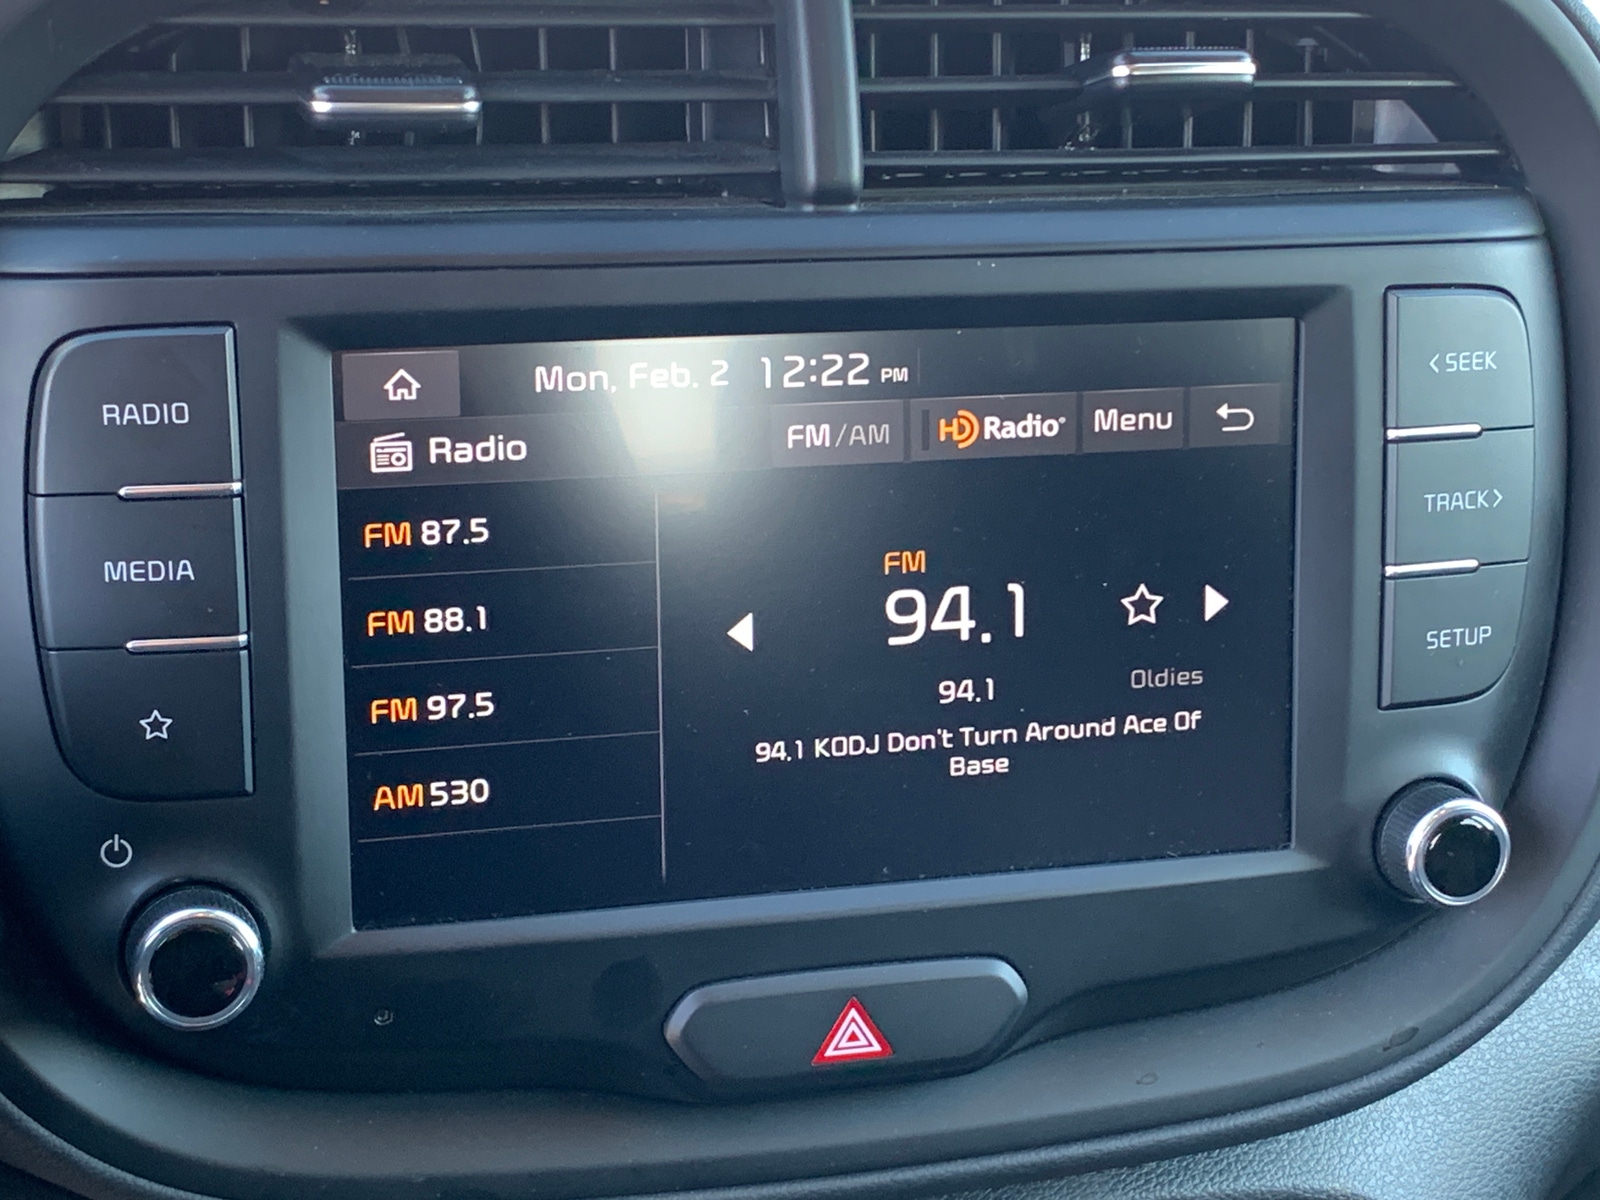 Mon, Feb. 2 12:22 PM
Radio FM/AM HD Radio® Menu
FM 87.5
FM 88.1
FM 97.5
AM 530
FM
94.1
94.1 Oldies
94.1 KODJ Don't Turn Around Ace Of
Base
RADIO
MEDIA
< SEEK
TRACK >
SETUP